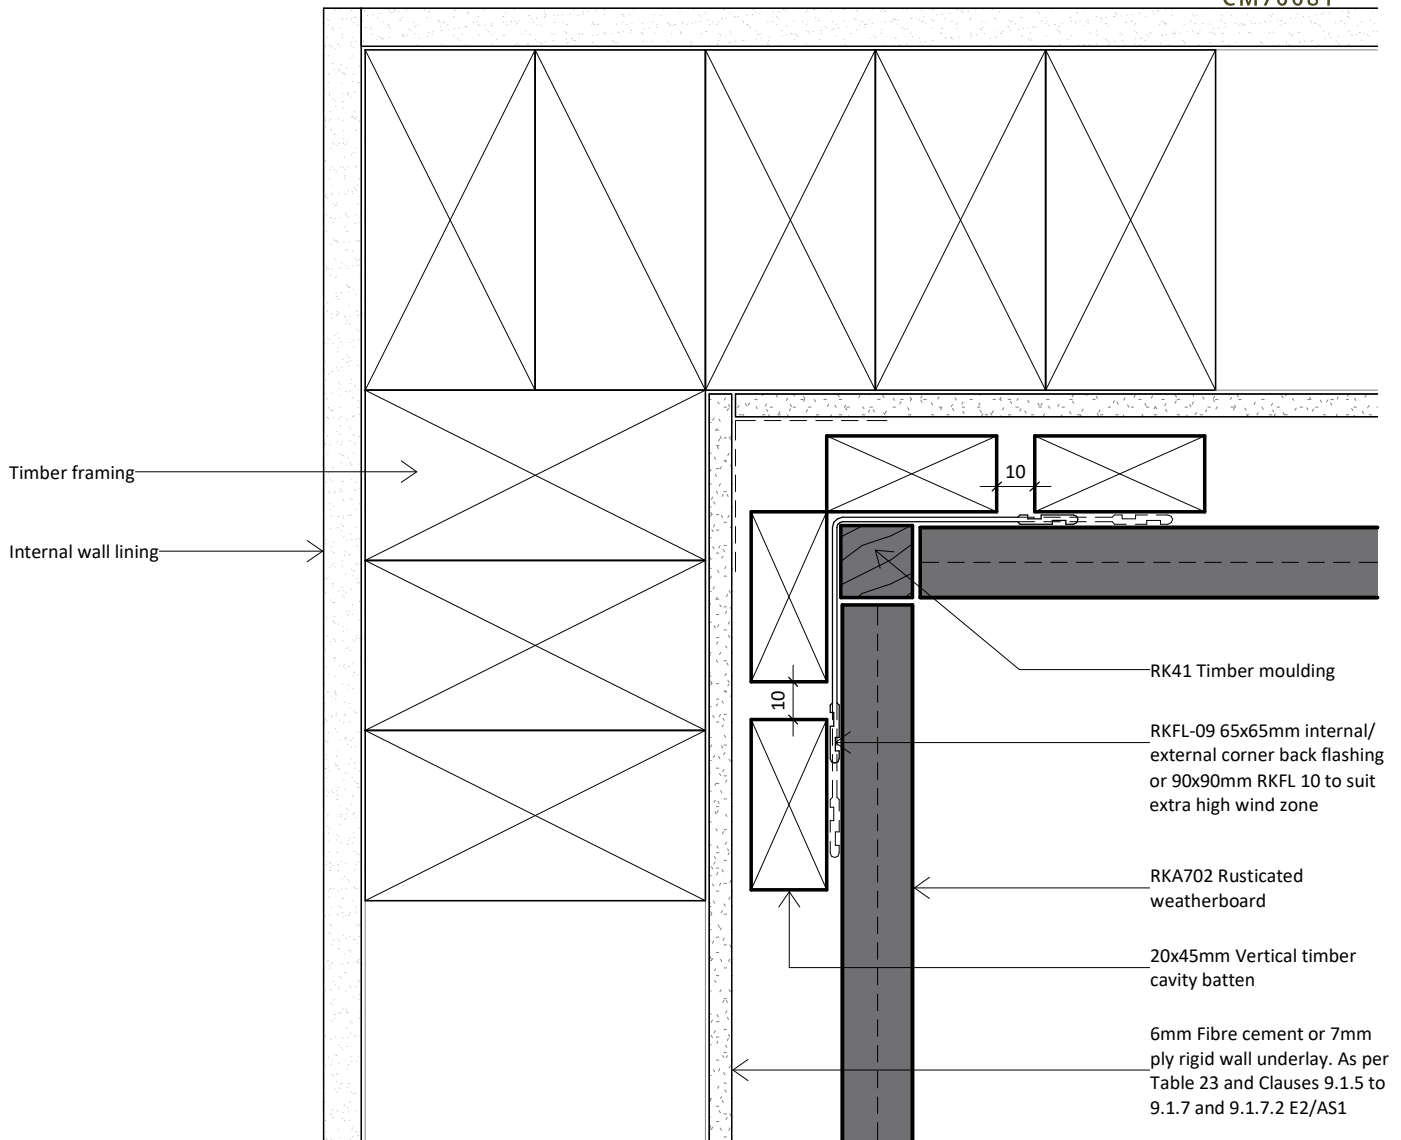 CM70081
Timber framing
Internal wall lining
10
10
RK41 Timber moulding
RKFL-09 65x65mm internal/
external corner back flashing
or 90x90mm RKFL 10 to suit
extra high wind zone
RKA702 Rusticated
weatherboard
20x45mm Vertical timber
cavity batten
6mm Fibre cement or 7mm
ply rigid wall underlay. As per
Table 23 and Clauses 9.1.5 to
9.1.7 and 9.1.7.2 E2/AS1